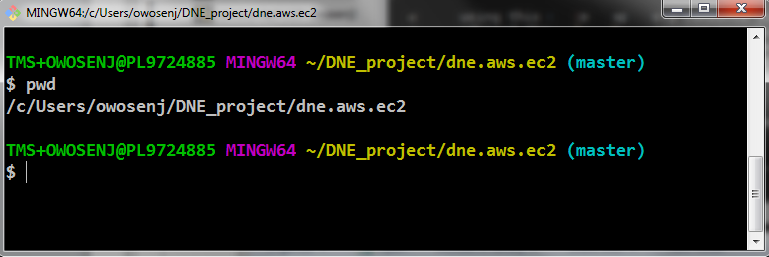 MINGW64:/c/Users/owosenj/DNE_project/dne.aws.ec2
TMS+OWOSENJ@PL9724885 MINGW64 ~/DNE_project/dne.aws.ec2 (master)
$ pwd
/c/Users/owosenj/DNE_project/dne.aws.ec2
TMS+OWOSENJ@PL9724885 MINGW64 ~/DNE_project/dne.aws.ec2 (master)
$